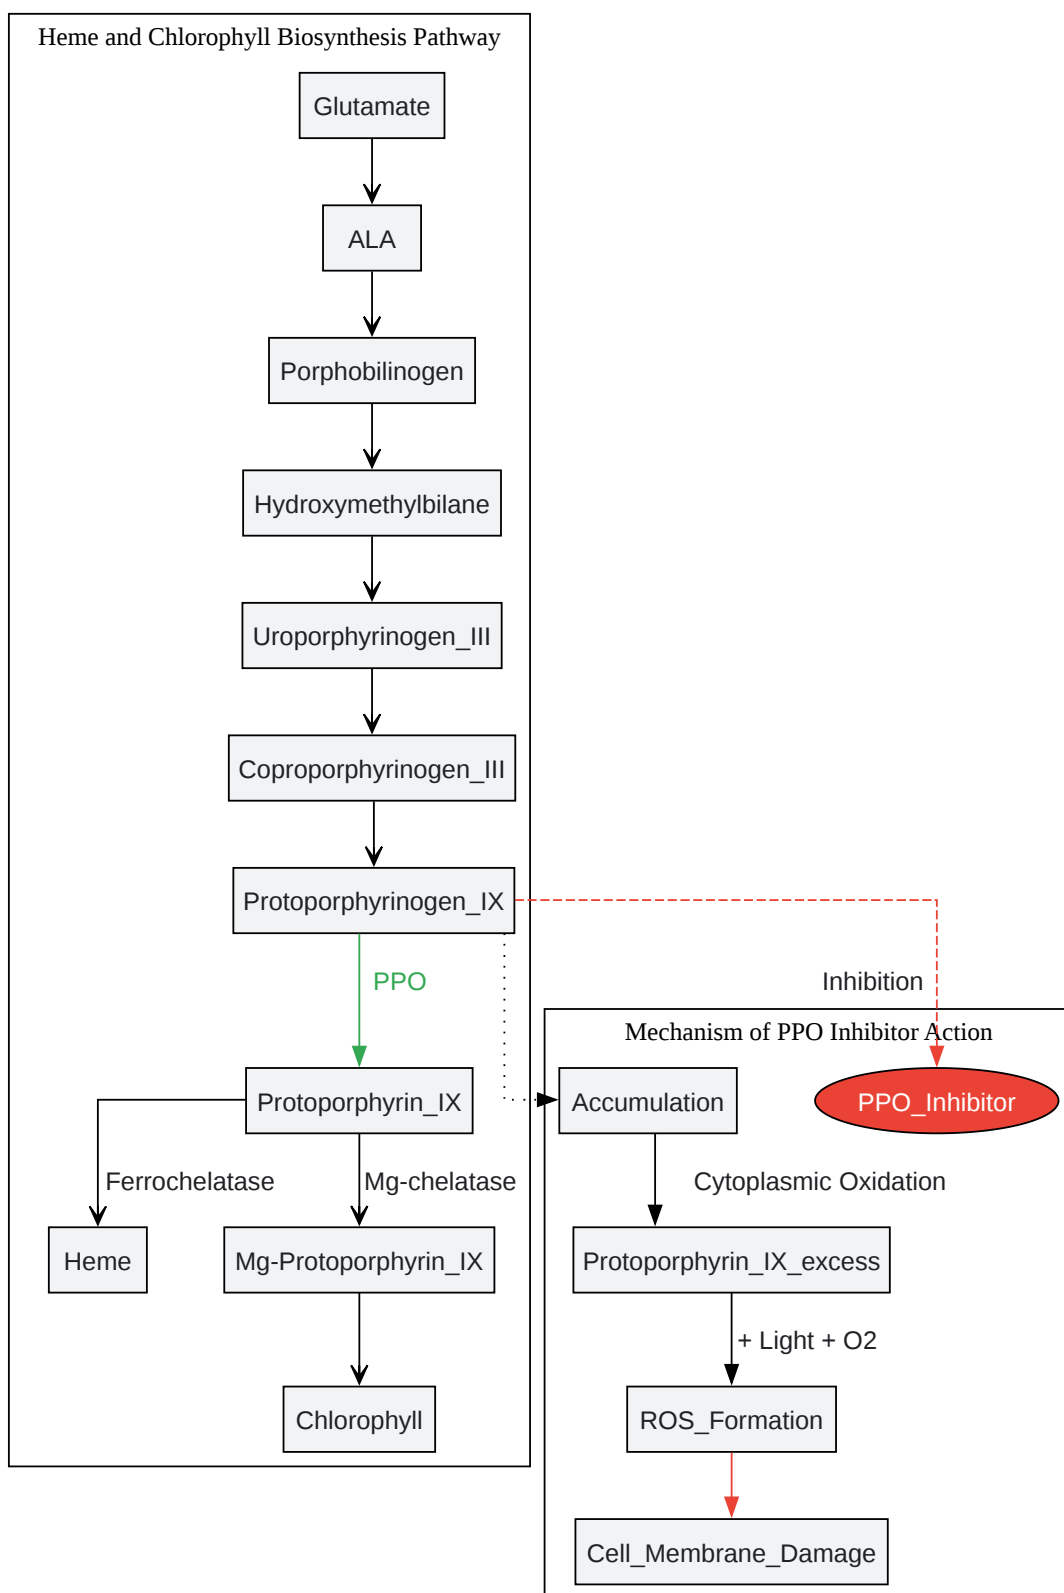 Heme and Chlorophyll Biosynthesis Pathway
Glutamate
ALA
Porphobilinogen
Hydroxymethylbilane
Uroporphyrinogen_III
Coproporphyrinogen_III
Protoporphyrinogen_IX
PPO
Inhibition
Mechanism of PPO Inhibitor Action
Protoporphyrin_IX
Accumulation
PPO_Inhibitor
Ferrochelatase
Mg-chelatase
Cytoplasmic Oxidation
Heme
Mg-Protoporphyrin_IX
Protoporphyrin_IX_excess
+ Light + O2
Chlorophyll
ROS_Formation
Cell_Membrane_Damage